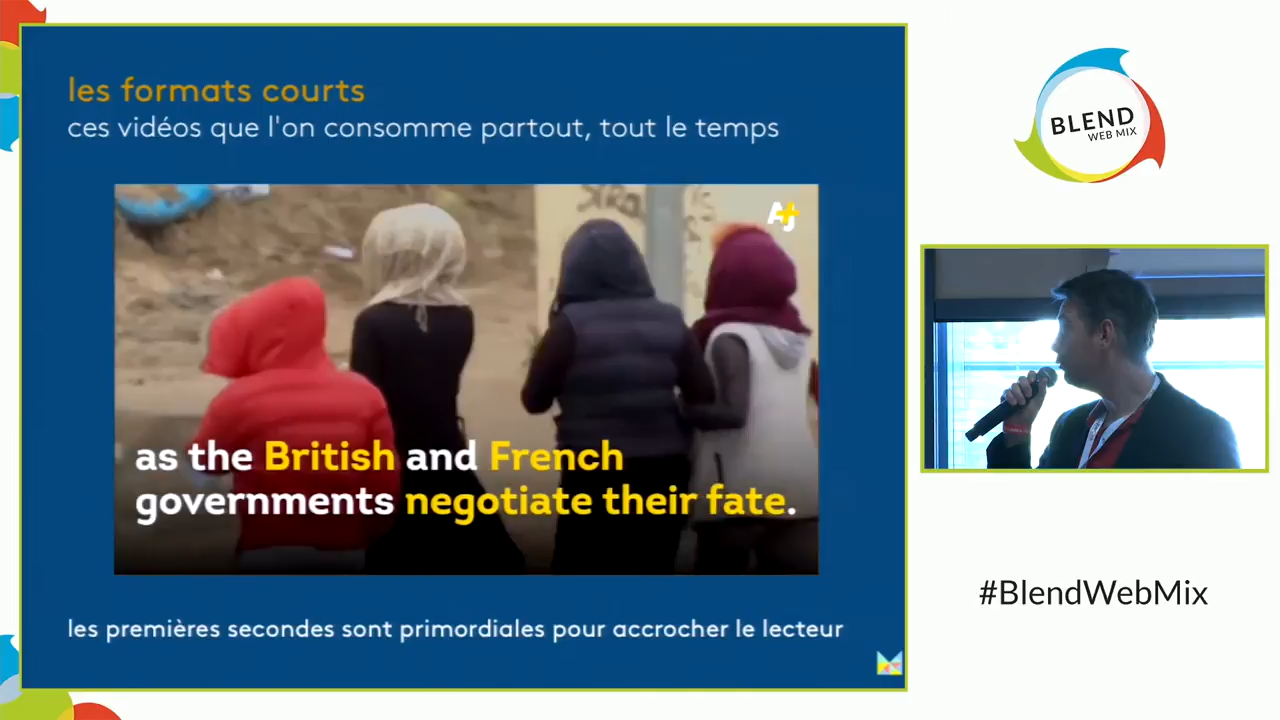 les formats courts
ces vidéos que l'on consomme partout, tout le temps
AJ+
as the British and French
governments negotiate their fate.
les premières secondes sont primordiales pour accrocher le lecteur
BLEND
WEB MIX
#BlendWebMix